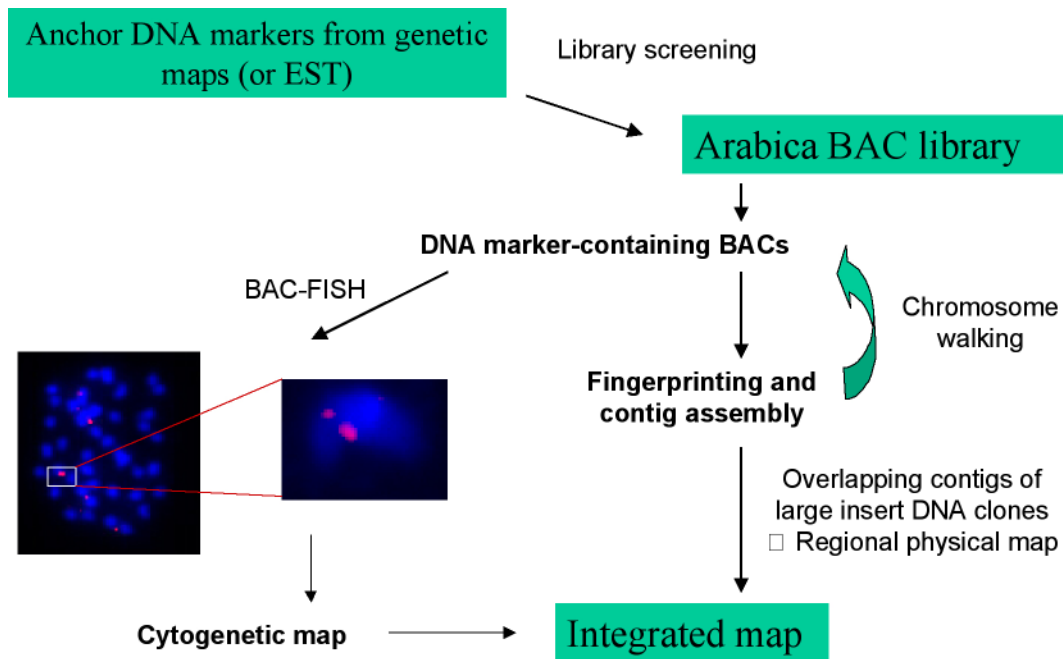 Anchor DNA markers from genetic
maps (or EST)
Library screening
Arabica BAC library
DNA marker-containing BACs
BAC-FISH
Chromosome
walking
Fingerprinting and
contig assembly
Overlapping contigs of
large insert DNA clones
□ Regional physical map
Cytogenetic map
Integrated map